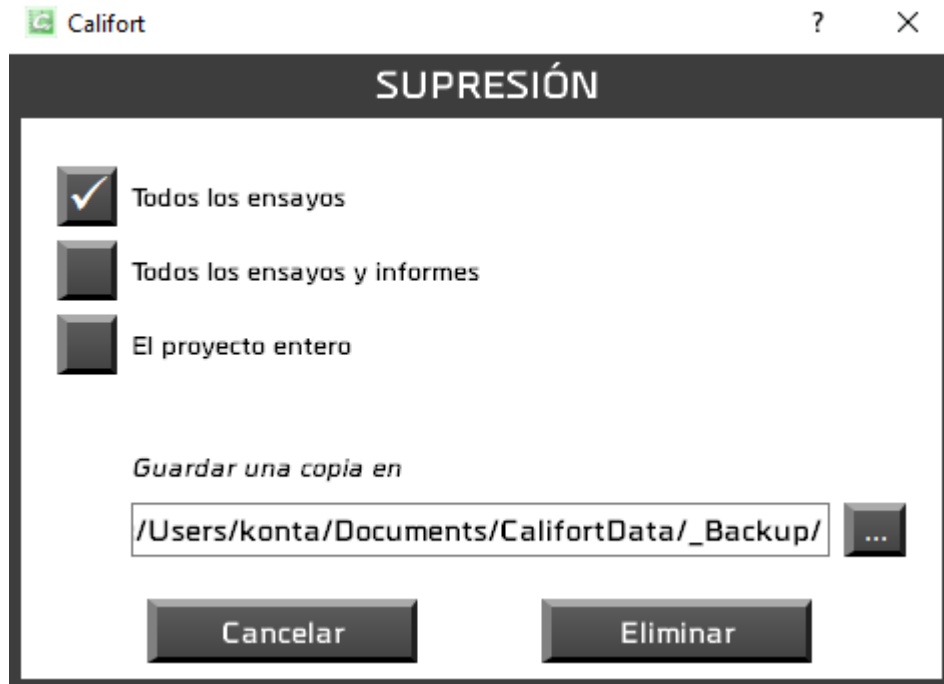 Califort
SUPRESIÓN
Todos los ensayos
Todos los ensayos y informes
El proyecto entero
Guardar una copia en
/Users/konta/Documents/CalifortData/_Backup/
...
Cancelar
Eliminar